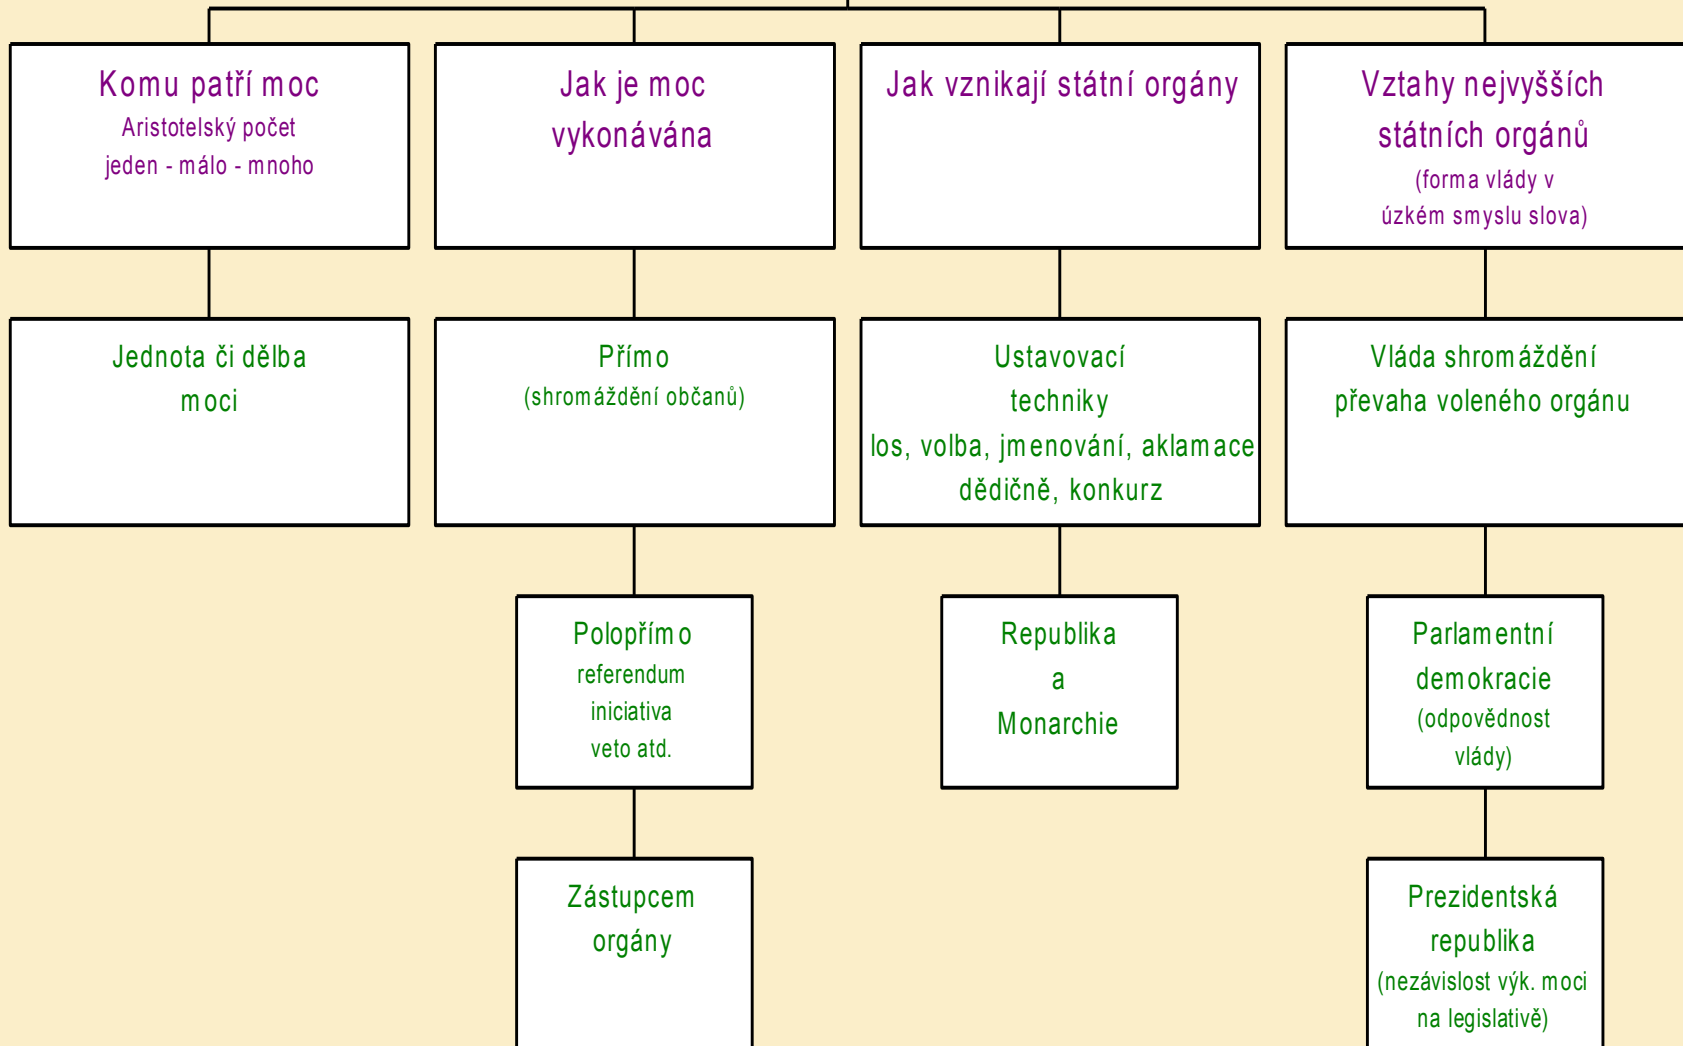 Komu patří moc
Aristotelský počet
jeden - málo - mnoho
Jak je moc
vykonávána
Jak vznikají státní orgány
Vztahy nejvyšších
státních orgánů
(forma vlády v
úzkém smyslu slova)
Jednota či dělba
moci
Přímo
(shromáždění občanů)
Ustavovací
techniky
los, volba, jmenování, aklamace
dědičně, konkurz
Vláda shromáždění
převaha voleného orgánu
Polopřímo
referendum
iniciativa
veto atd.
Republika
a
Monarchie
Parlamentní
demokracie
(odpovědnost
vlády)
Zástupcem
orgány
Prezidentská
republika
(nezávislost výk. moci
na legislativě)